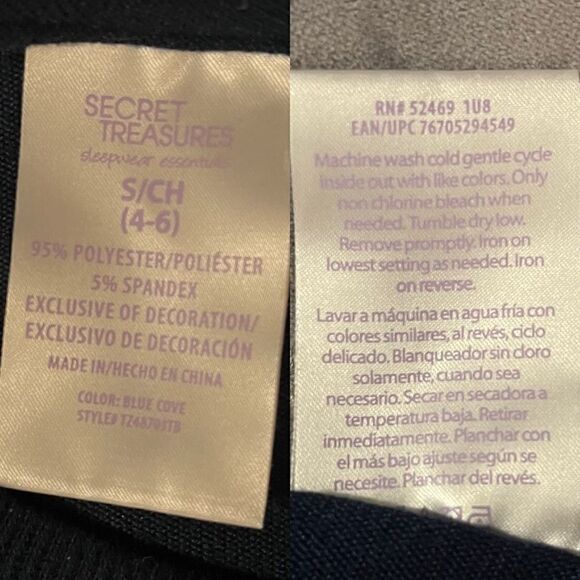 SECRET
TREASURES
sleepwear essentials
S/CH
(4-6)
95% POLYESTER/POLIÉSTER
5% SPANDEX
EXCLUSIVE OF DECORATION/
EXCLUSIVO DE DECORACIÓN
MADE IN/HECHO EN CHINA
COLOR: BLUE COVE
RN# 52469 1U8
EAN/UPC 76705294549
Machine wash cold gentle cycle
inside out with like colors. Only
non chlorine bleach when
needed. Tumble dry low.
Remove promptly. Iron on
lowest setting as needed. Iron
on reverse.
Lavar a máquina en agua fría con
colores similares, al revés, ciclo
delicado. Blanqueador sin cloro
solamente, cuando sea
necesario. Secar en secadora a
temperatura baja. Retirar
inmediatamente. Planchar con
el más bajo ajuste según se
necesite. Planchar del revés.